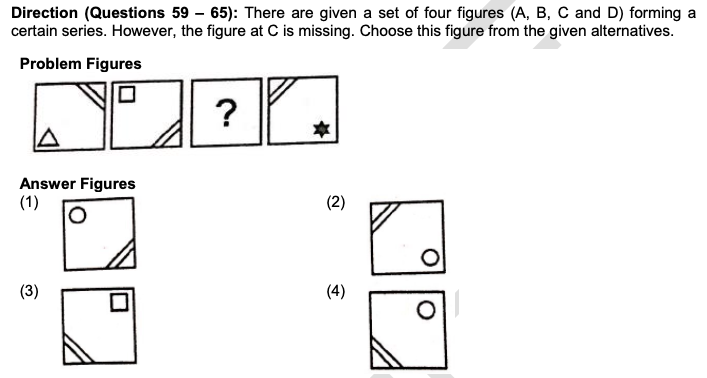 Direction (Questions 59 – 65): There are given a set of four figures (A, B, C and D) forming a
certain series. However, the figure at C is missing. Choose this figure from the given alternatives.
Problem Figures
?
Answer Figures
(1)
(2)
(3)
(4)